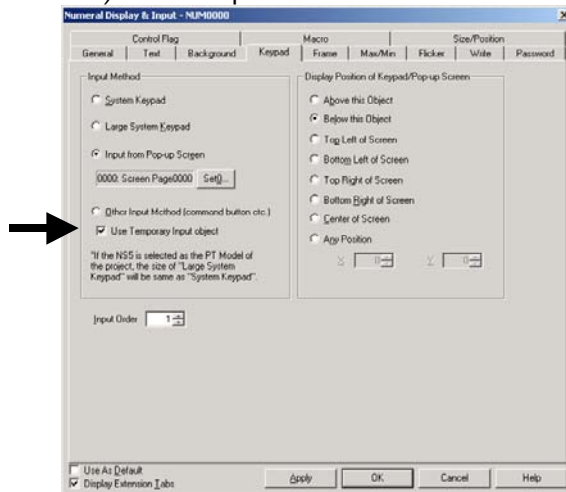 Numeral Display & Input - NUM0000
Control Flag Macro Size/Position
General Text Background Keypad Frame Max/Min Flicker Write Password
Input Method
System Keypad
Large System Keypad
Input from Pop-up Screen
0000: Screen Page0000 Set0...
Other Input Method (command button etc.)
Use Temporary Input object
"If the NS5 is selected as the PT Model of
the project, the size of "Large System
Keypad" will be same as "System Keypad".
Input Order 1
Display Position of Keypad/Pop-up Screen
Above this Object
Below this Object
Top Left of Screen
Bottom Left of Screen
Top Right of Screen
Bottom Right of Screen
Center of Screen
Any Position
X 0 Y 0
Use As Default
Display Extension Tabs
Apply OK Cancel Help